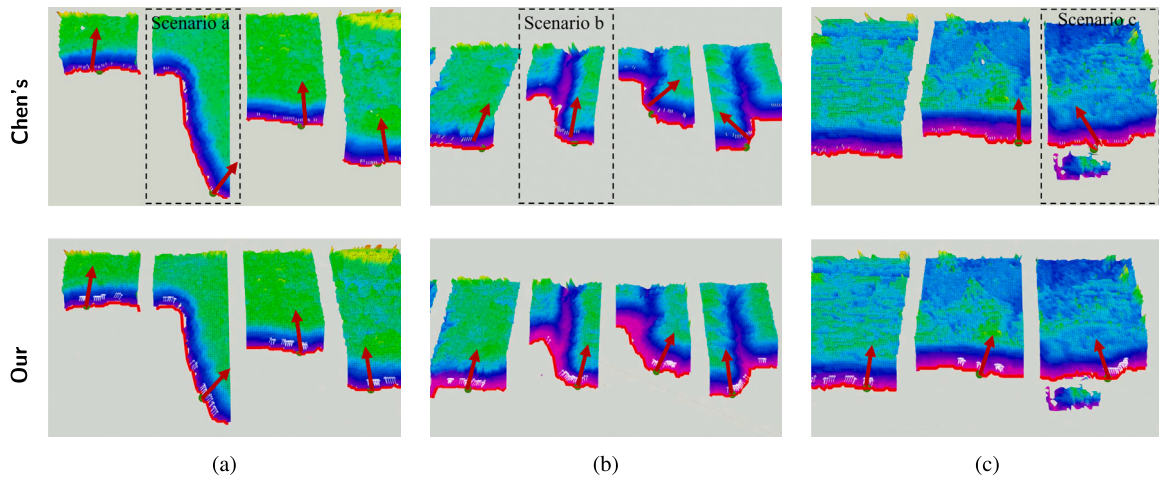 Scenario a
Scenario b
Scenario c
Chen's
Our
(a)
(b)
(c)